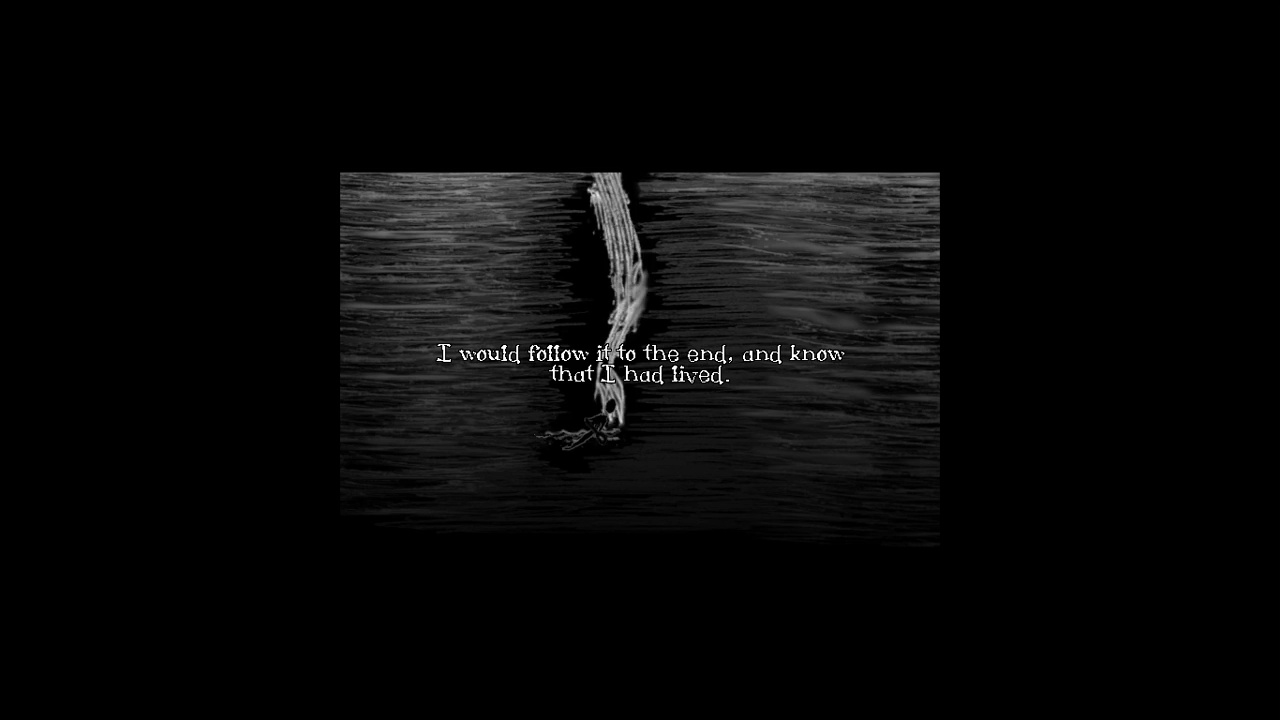 I would follow it to the end, and know
that I had lived.